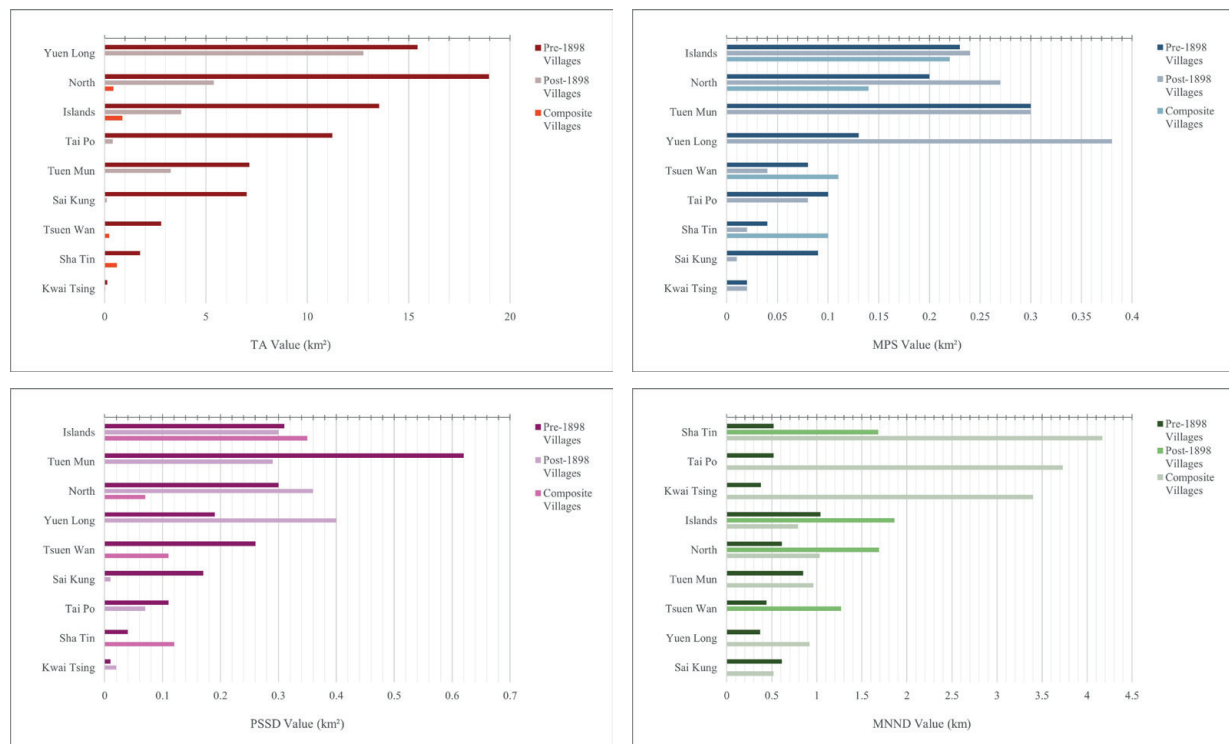 Yuen Long
North
Islands
Tai Po
Tuen Mun
Sai Kung
Tsuen Wan
Sha Tin
Kwai Tsing
0 5 10 15 20
TA Value (km²)
Pre-1898
Villages
Post-1898
Villages
Composite
Villages
Islands
North
Tuen Mun
Yuen Long
Tsuen Wan
Tai Po
Sha Tin
Sai Kung
Kwai Tsing
0 0.05 0.1 0.15 0.2 0.25 0.3 0.35 0.4
MPS Value (km²)
Pre-1898
Villages
Post-1898
Villages
Composite
Villages
Islands
Tuen Mun
North
Yuen Long
Tsuen Wan
Sai Kung
Tai Po
Sha Tin
Kwai Tsing
0 0.1 0.2 0.3 0.4 0.5 0.6 0.7
PSSD Value (km²)
Pre-1898
Villages
Post-1898
Villages
Composite
Villages
Sha Tin
Tai Po
Kwai Tsing
Islands
North
Tuen Mun
Tsuen Wan
Yuen Long
Sai Kung
0 0.5 1 1.5 2 2.5 3 3.5 4 4.5
MNND Value (km)
Pre-1898
Villages
Post-1898
Villages
Composite
Villages